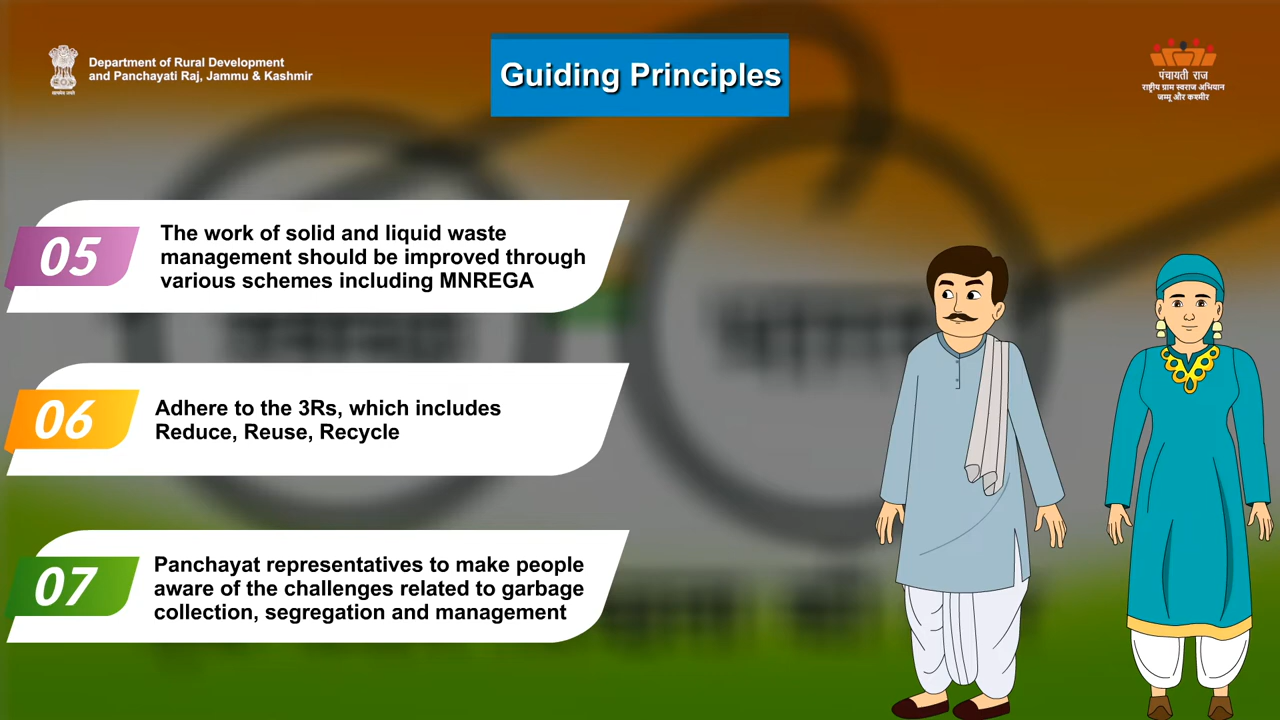 Department of Rural Development
and Panchayati Raj, Jammu & Kashmir
Guiding Principles
पंचायती राज
राष्ट्रीय ग्राम स्वराज अभियान
जम्मू और कश्मीर
05
The work of solid and liquid waste
management should be improved through
various schemes including MNREGA
06
Adhere to the 3Rs, which includes
Reduce, Reuse, Recycle
07
Panchayat representatives to make people
aware of the challenges related to garbage
collection, segregation and management